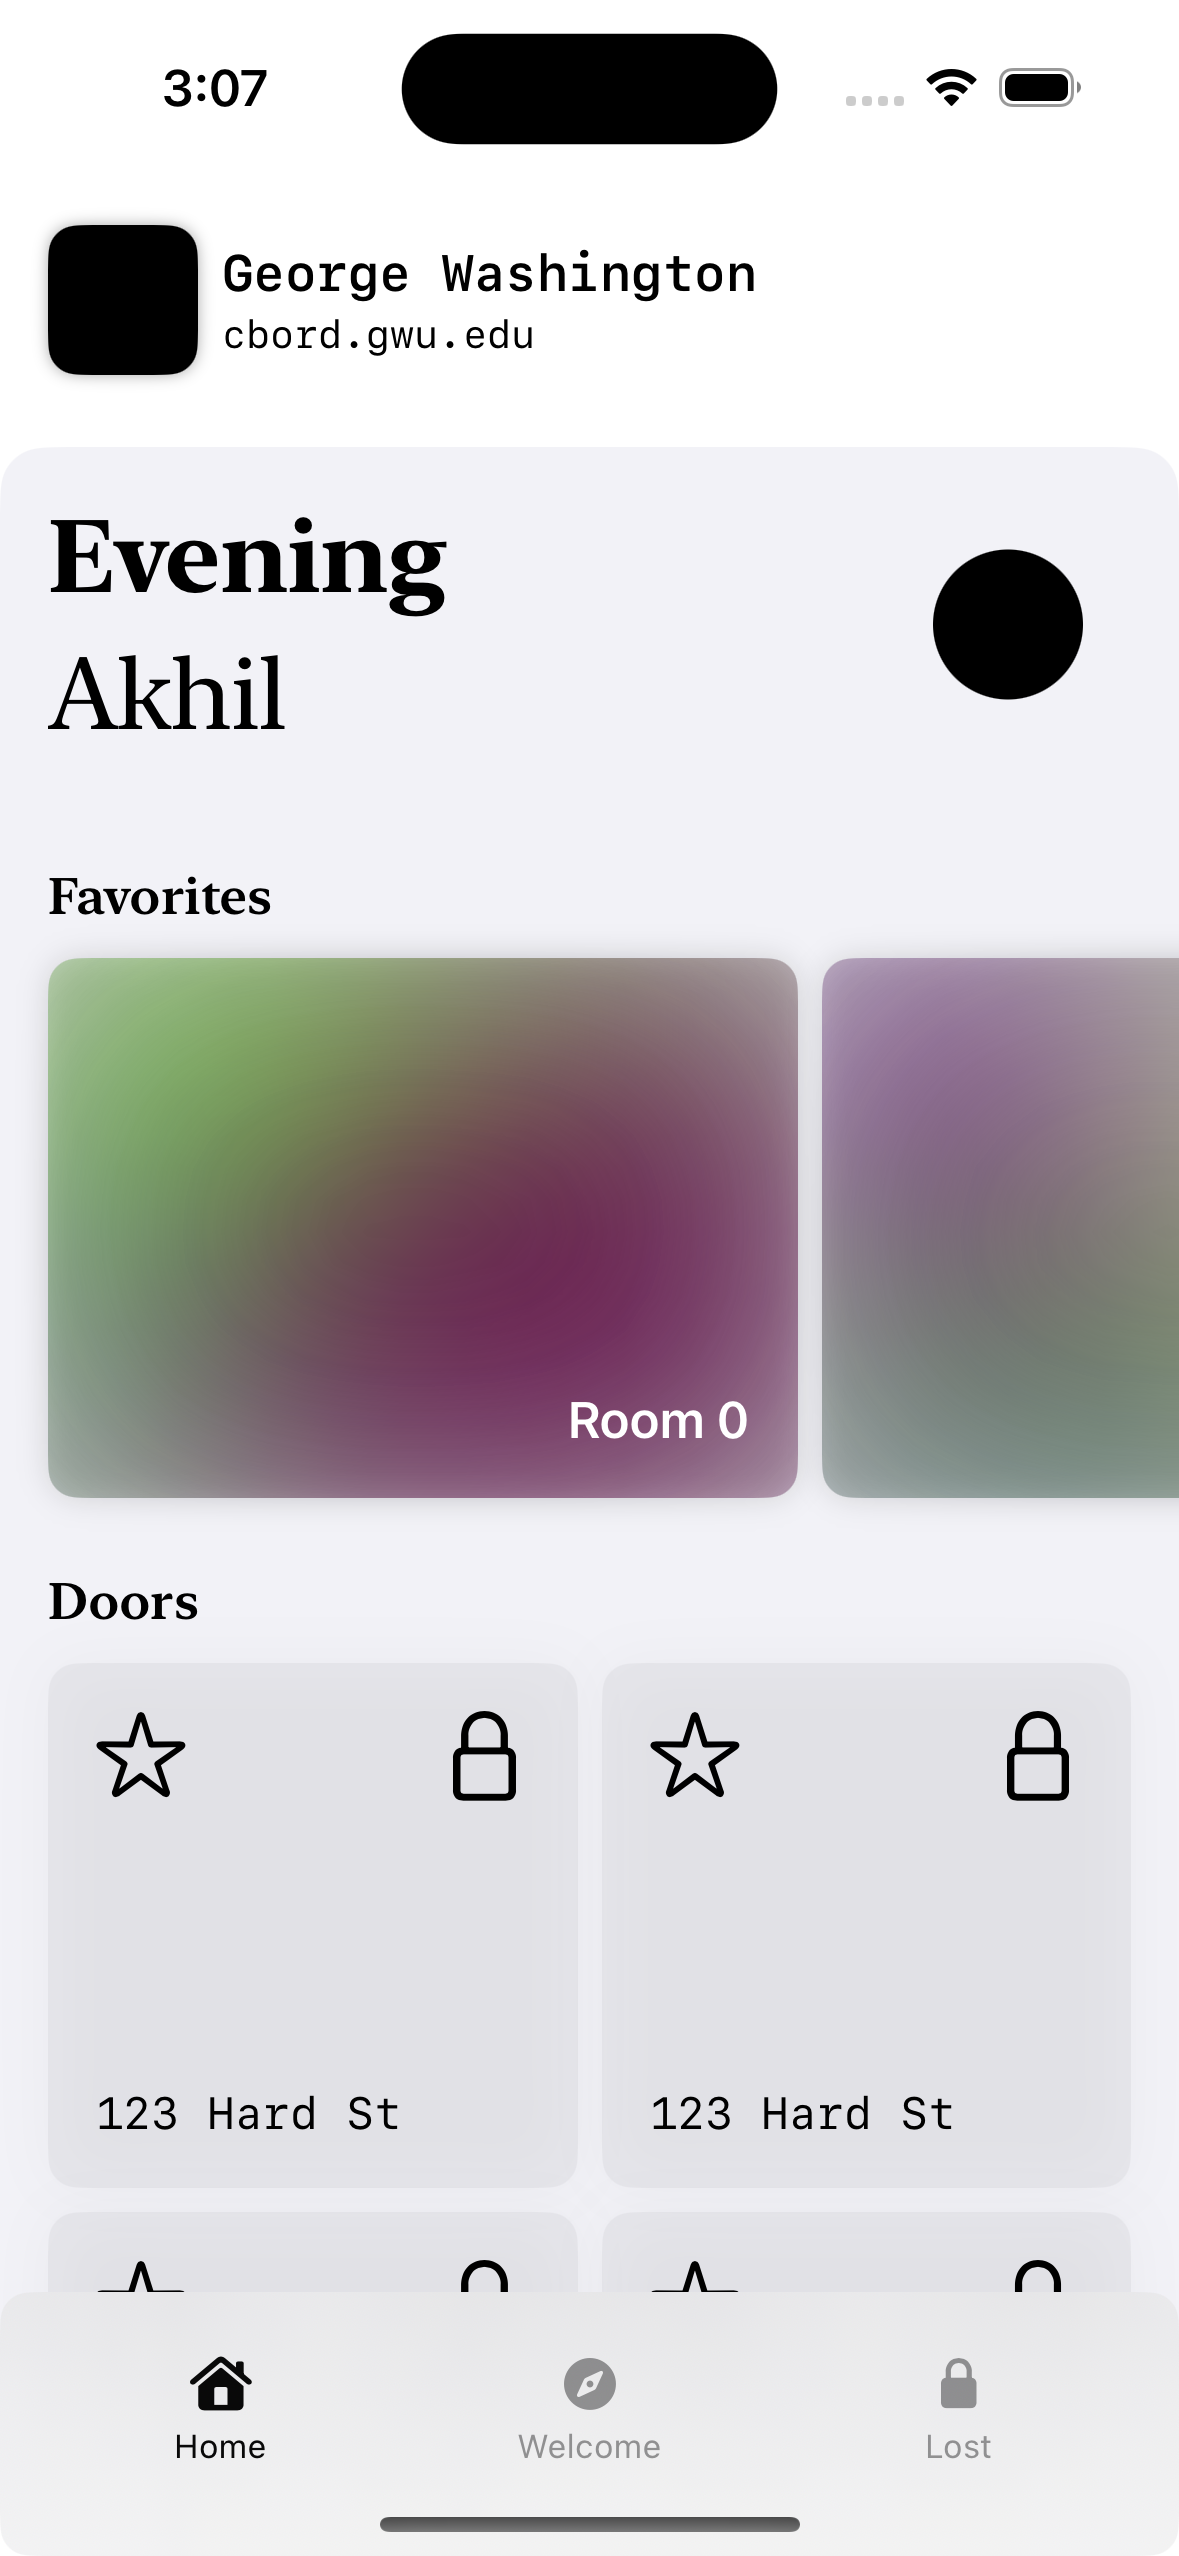 3:07
George Washington
cbord.gwu.edu
Evening
Akhil
Favorites
Room 0
Doors
123 Hard St
123 Hard St
Home
Welcome
Lost